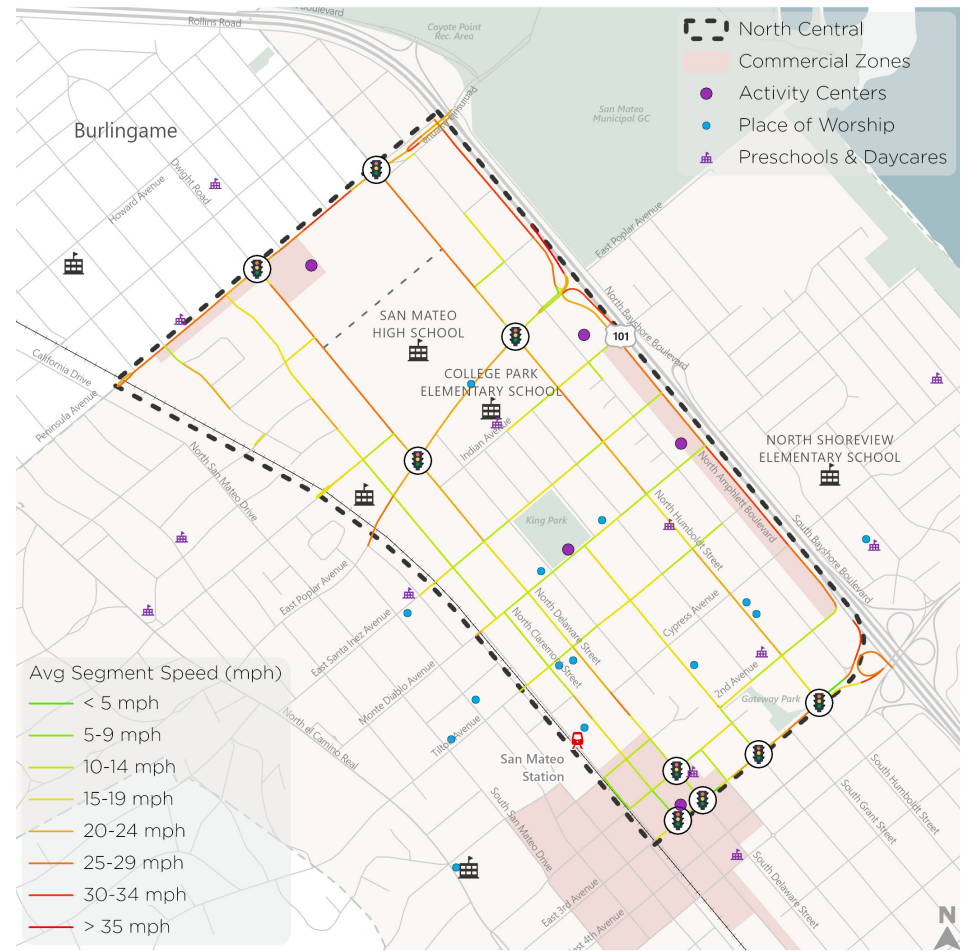 Rollins Road
Boulevard
Coyote Point
Rec. Area
North Central
Commercial Zones
Activity Centers
Place of Worship
Preschools & Daycares
Burlingame
San Mateo
Municipal GC
Dwight Road
Howard Avenue
East Poplar Avenue
North Bayshore Boulevard
101
SAN MATEO
HIGH SCHOOL
COLLEGE PARK
ELEMENTARY SCHOOL
California Drive
Peninsula Avenue
Indian Avenue
NORTH SHOREVIEW
ELEMENTARY SCHOOL
North San Mateo Drive
North Amphlett Boulevard
North Humboldt Street
South Bayshore Boulevard
King Park
East Poplar Avenue
North Delaware Street
North Claremont Street
Cypress Avenue
East Santa Inez Avenue
Monte Diablo Avenue
2nd Avenue
Gateway Park
North el Camino Real
Tilton Avenue
San Mateo
Station
South Humboldt Street
South Grant Street
South San Mateo Drive
South Delaware Street
East 3rd Avenue
East 4th Avenue
Avg Segment Speed (mph)
< 5 mph
5-9 mph
10-14 mph
15-19 mph
20-24 mph
25-29 mph
30-34 mph
> 35 mph
N